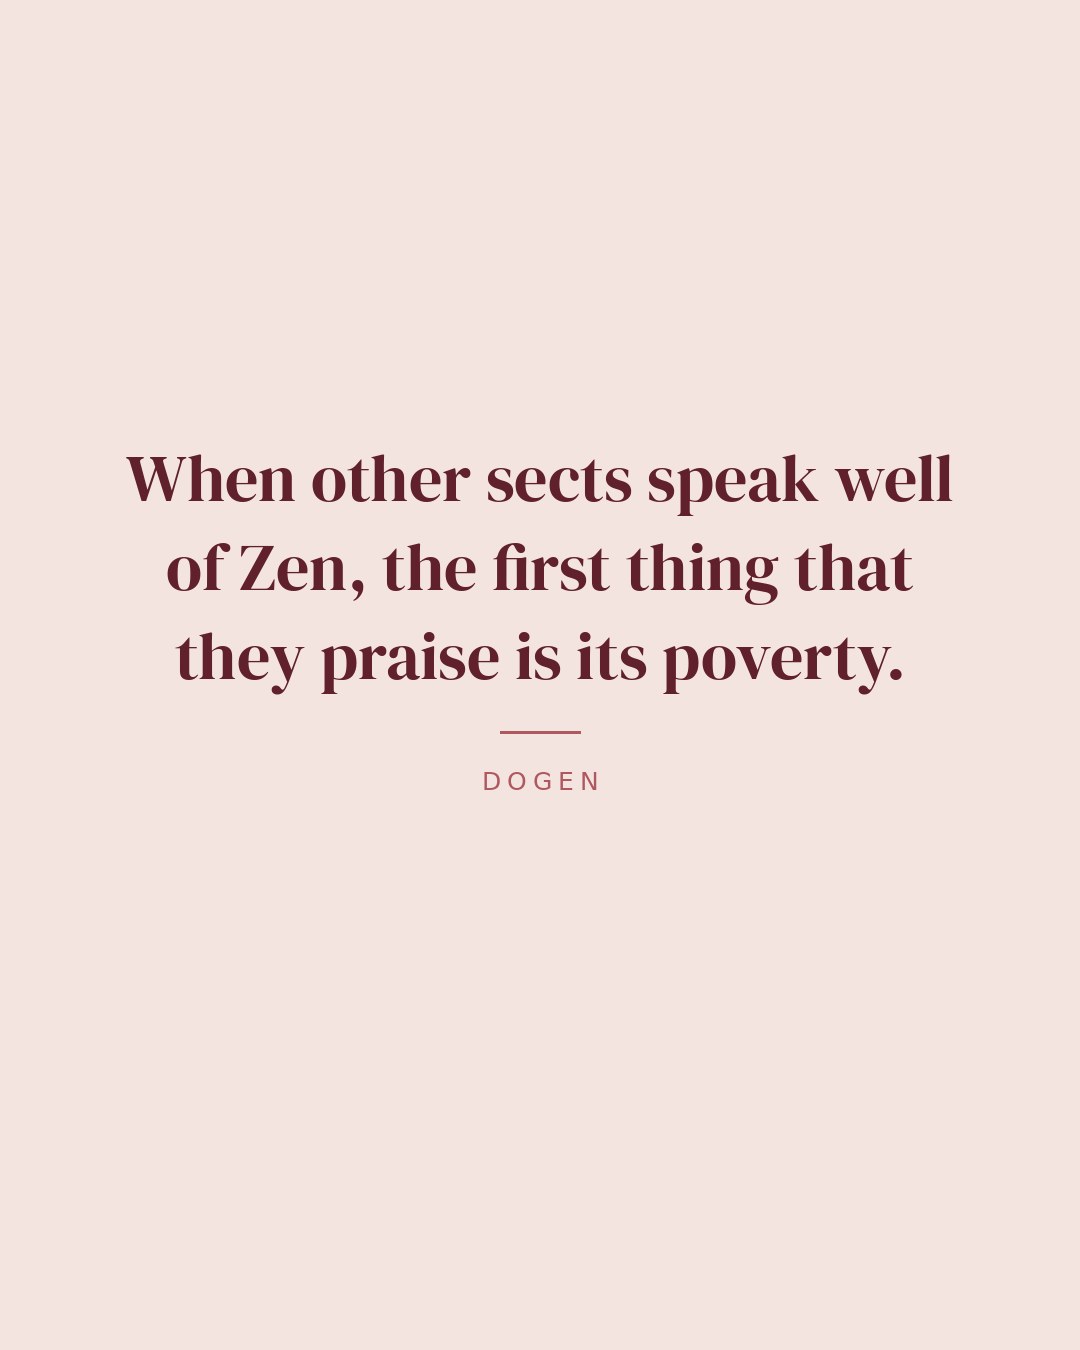 When other sects speak well
of Zen, the first thing that
they praise is its poverty.
DOGEN